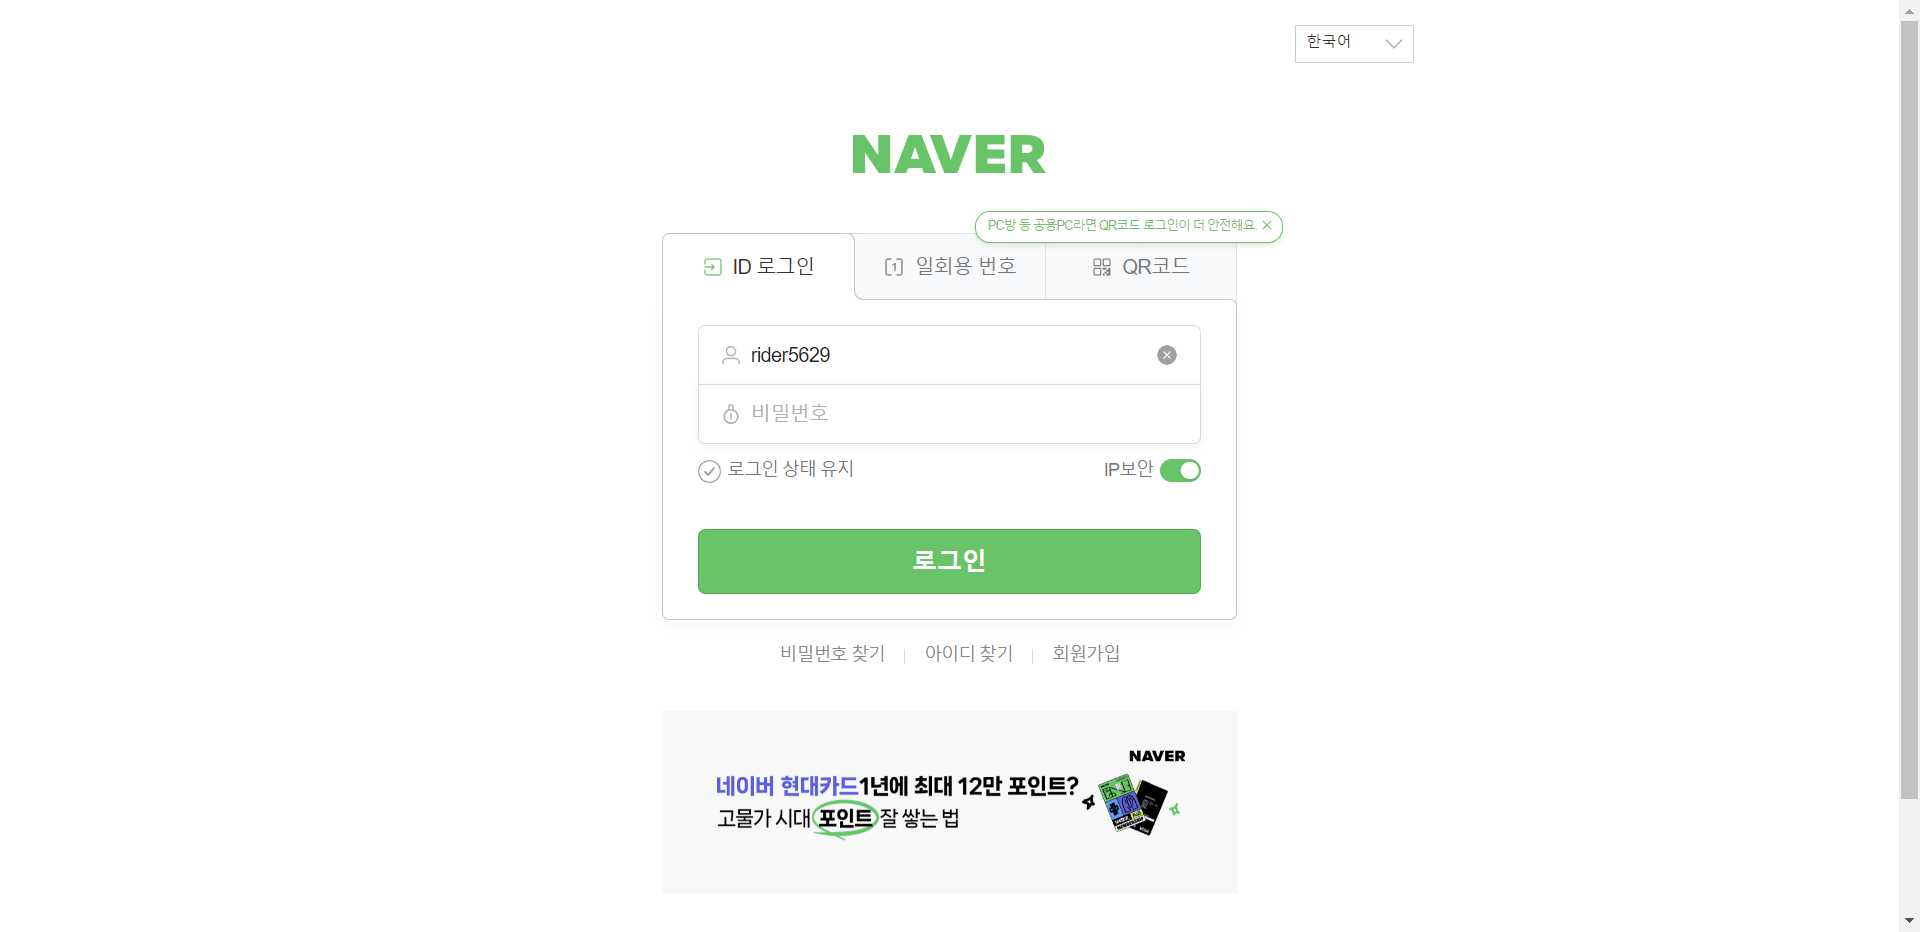 한국어
NAVER
PC방 등 공용PC라면 QR코드 로그인이 더 안전해요.
ID 로그인
일회용 번호
QR코드
rider5629
비밀번호
로그인 상태 유지
IP보안
로그인
비밀번호 찾기
아이디 찾기
회원가입
NAVER
네이버 현대카드1년에 최대 12만 포인트?
고물가 시대 포인트 잘 쌓는 법